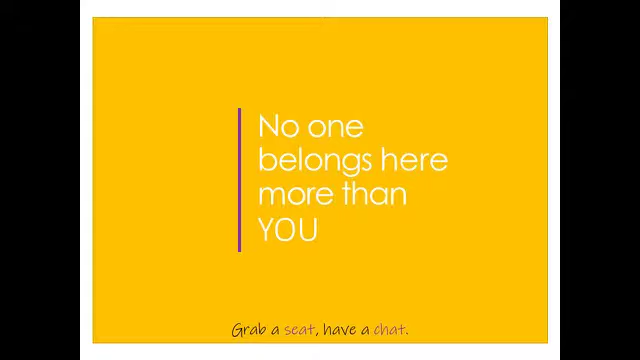 No one
belongs here
more than
YOU
Grab a seat, have a chat.